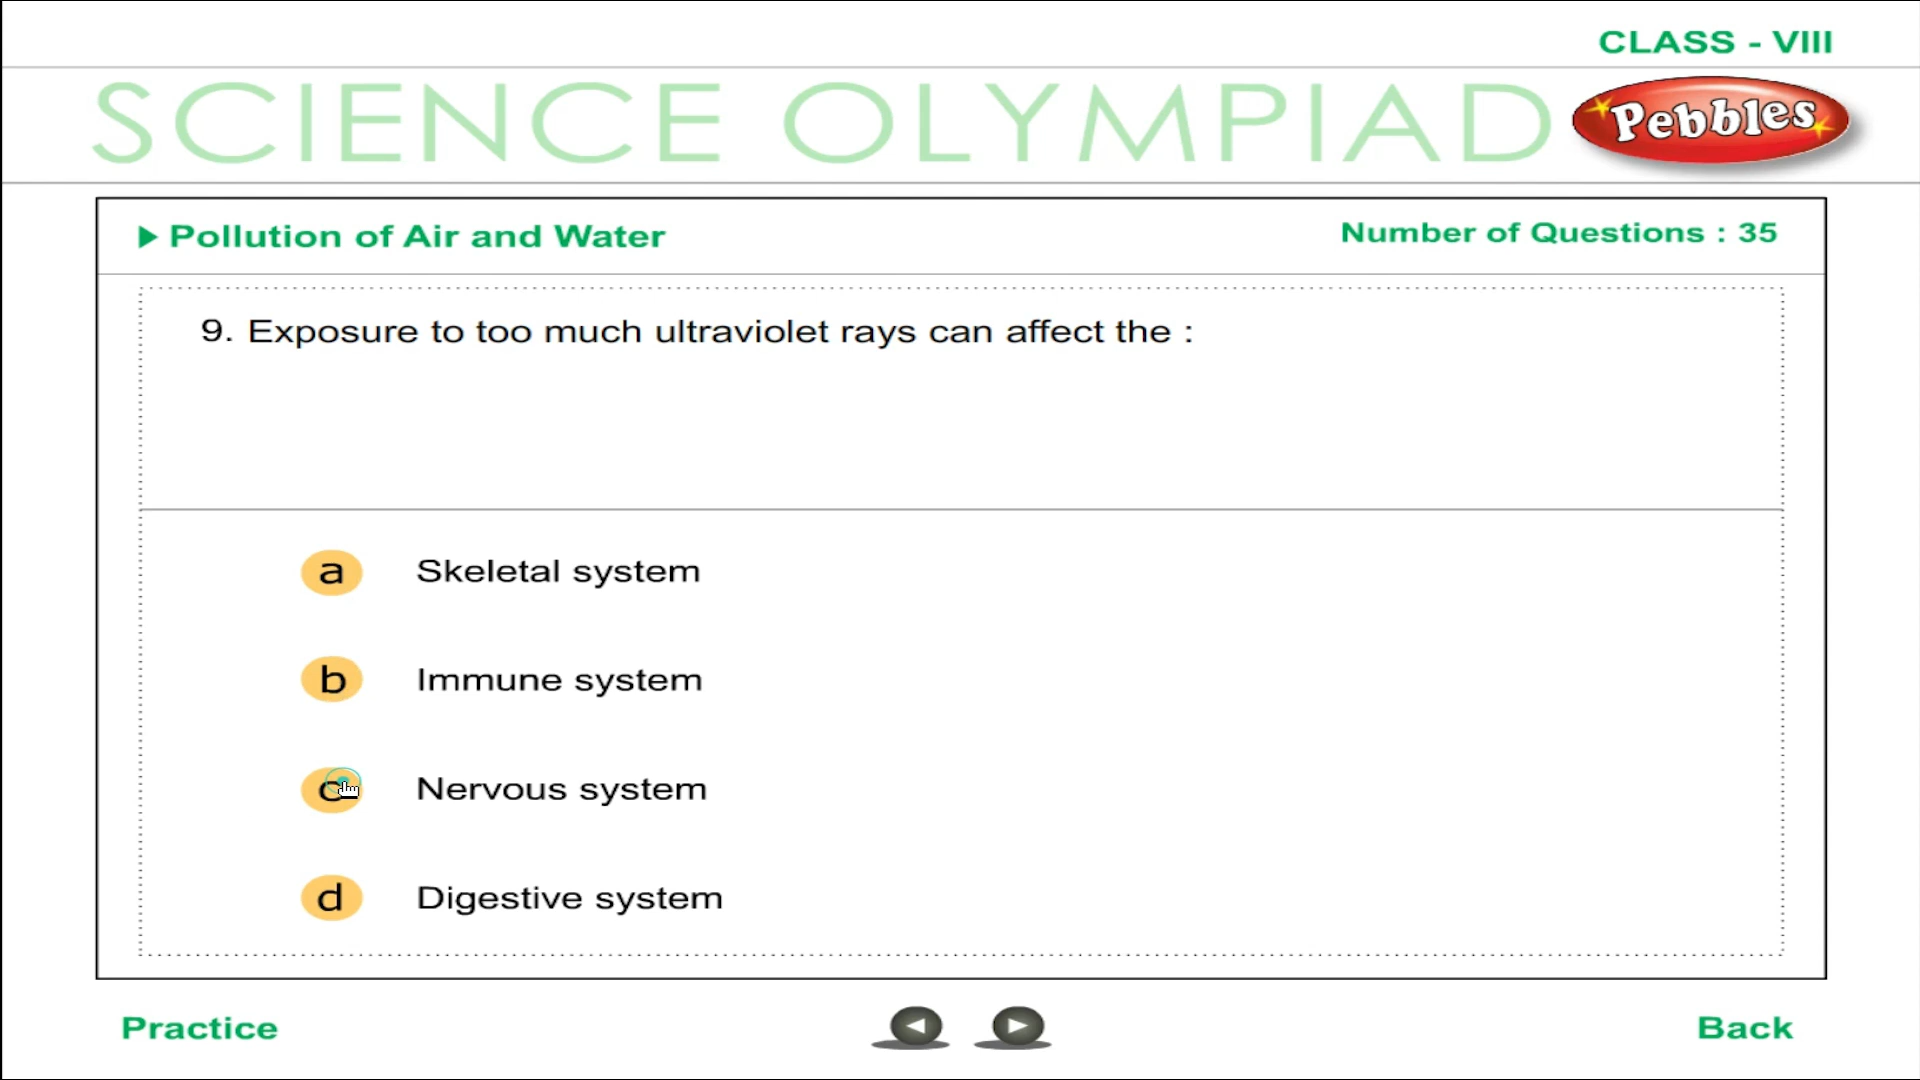 CLASS - VIII
SCIENCE OLYMPIAD
Pebbles
Pollution of Air and Water
Number of Questions : 35
9. Exposure to too much ultraviolet rays can affect the :
a Skeletal system
b Immune system
c Nervous system
d Digestive system
Practice
Back